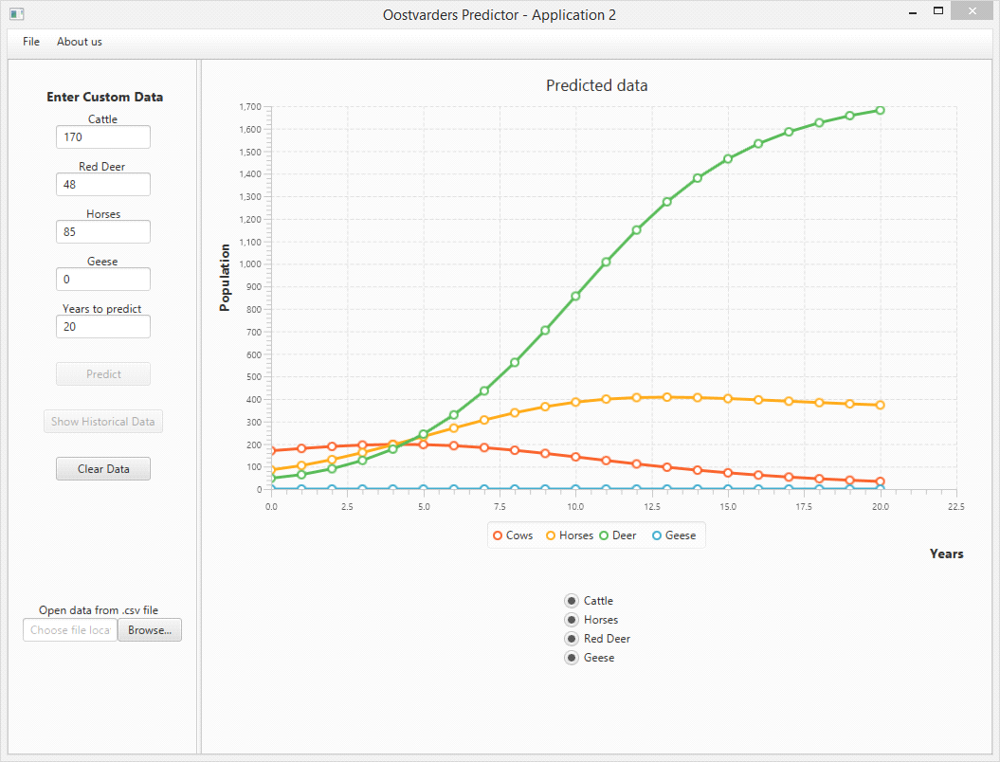 Oostvarders Predictor - Application 2
File About us
Enter Custom Data
Cattle
170
Red Deer
48
Horses
85
Geese
0
Years to predict
20
Predict
Show Historical Data
Clear Data
Open data from .csv file
Choose file loca
Browse...
Predicted data
Population
1,700
1,600
1,500
1,400
1,300
1,200
1,100
1,000
900
800
700
600
500
400
300
200
100
0
0.0 2.5 5.0 7.5 10.0 12.5 15.0 17.5 20.0 22.5
Cows Horses Deer Geese
Years
Cattle
Horses
Red Deer
Geese